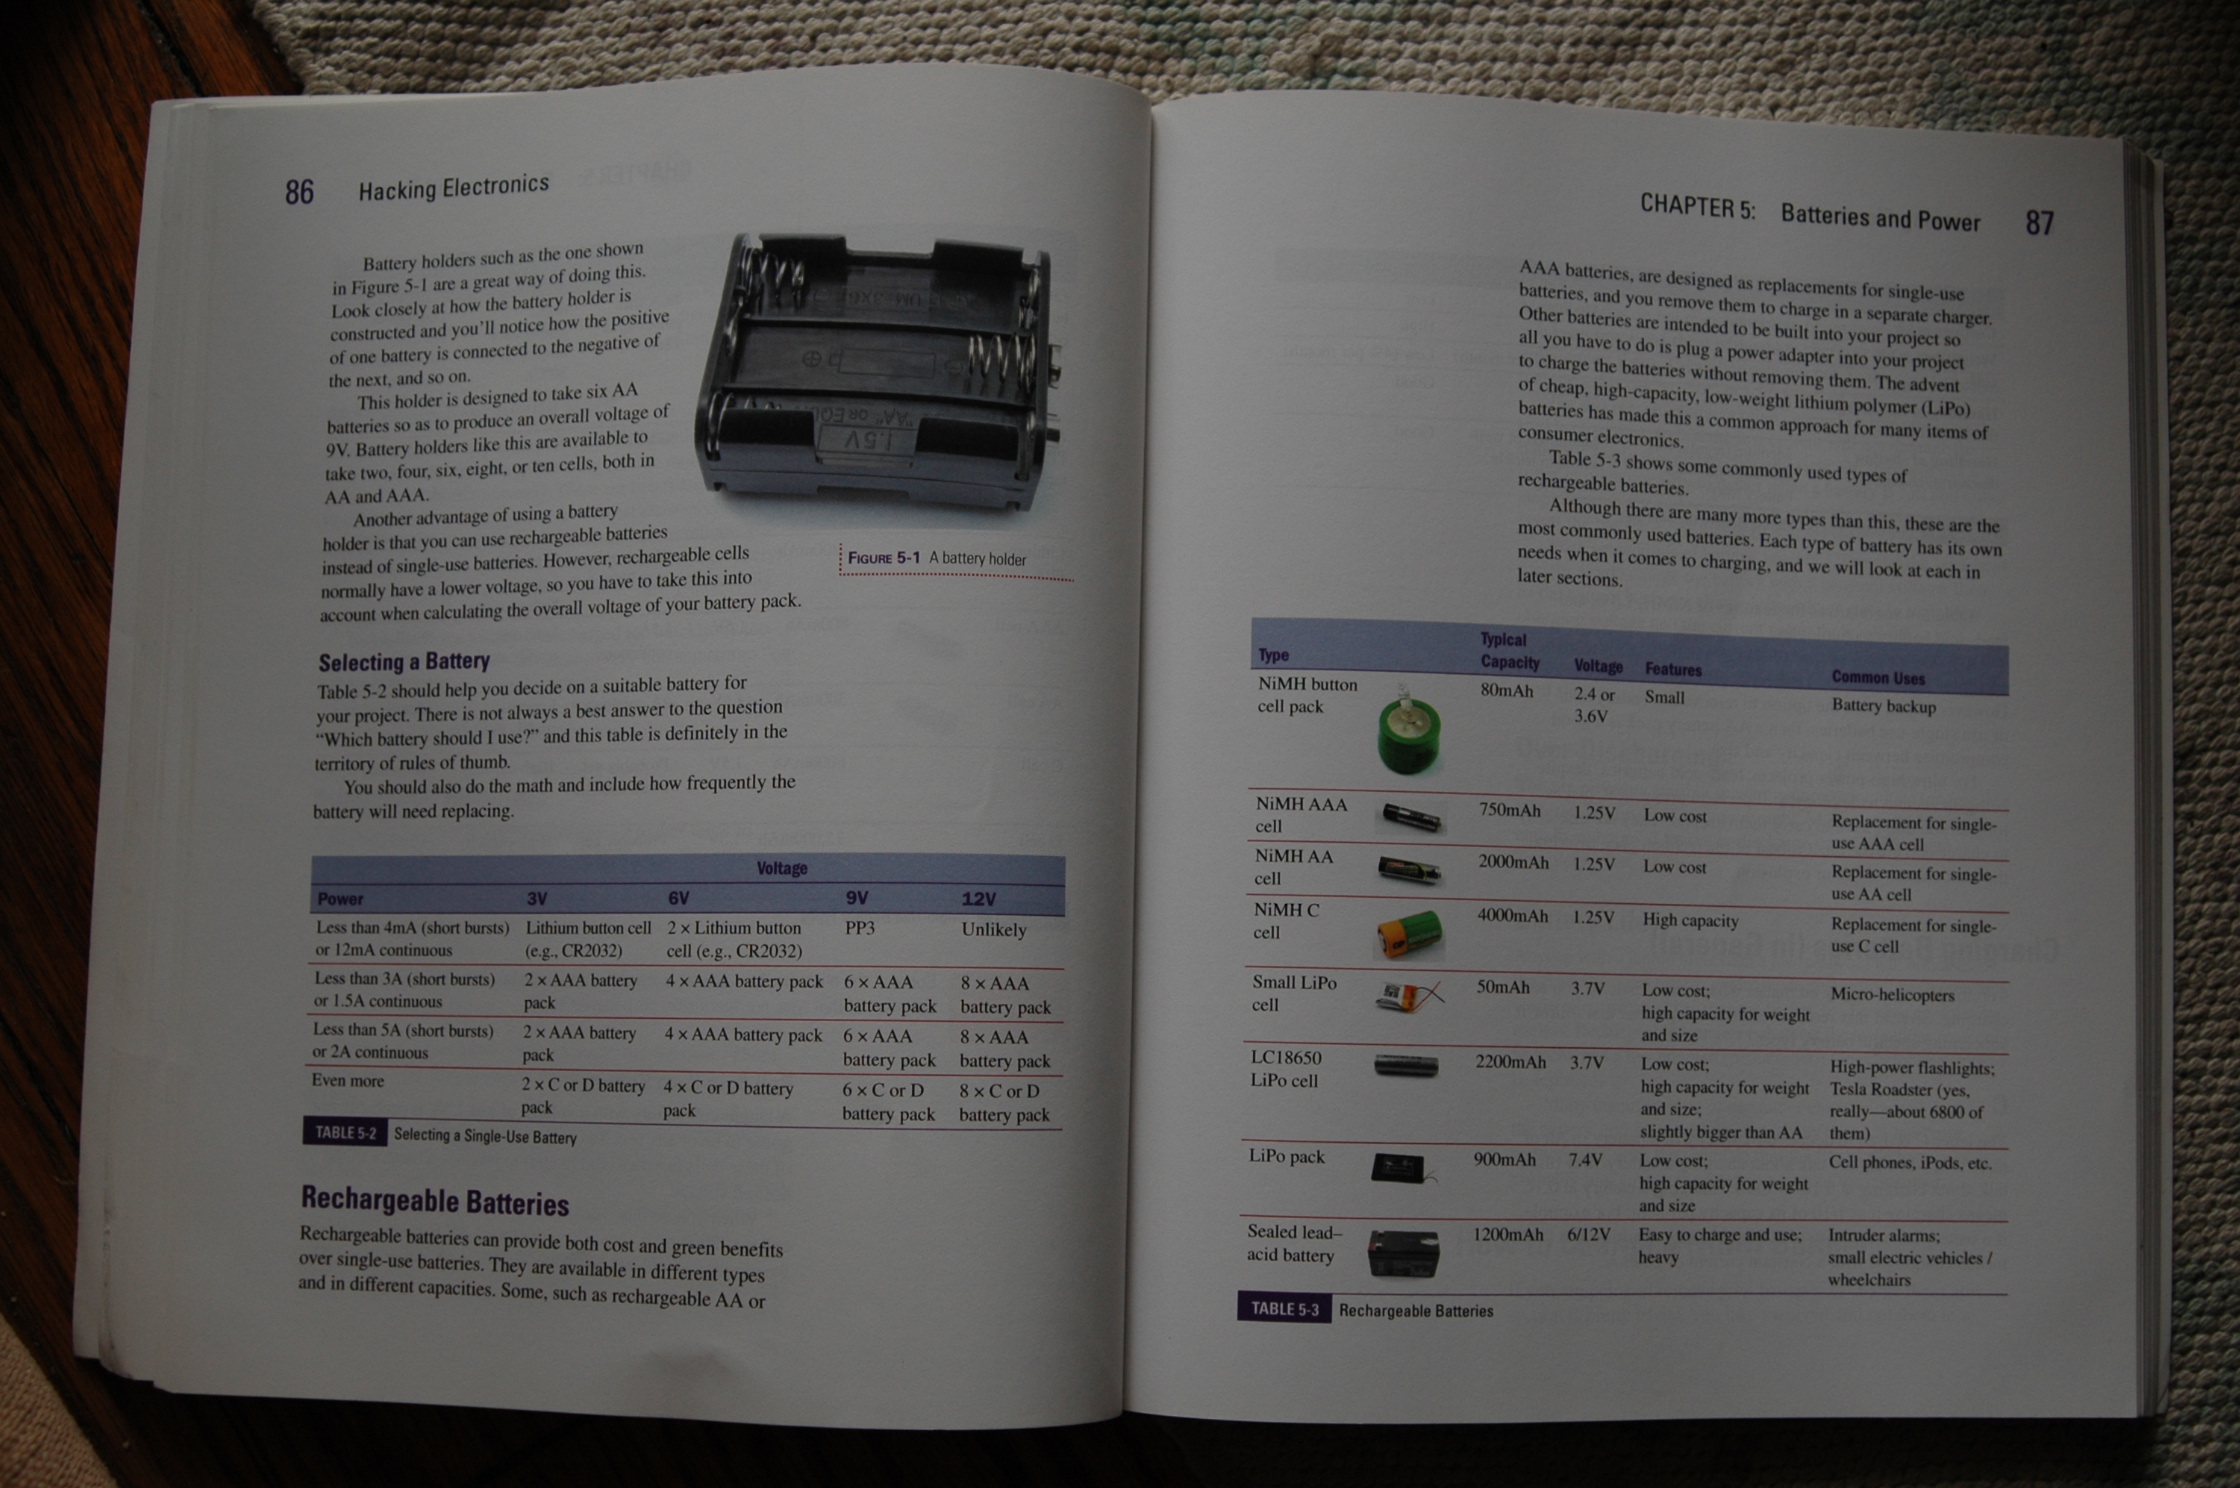 86 Hacking Electronics
Battery holders such as the one shown
in Figure 5-1 are a great way of doing this.
Look closely at how the battery holder is
constructed and you'll notice how the positive
of one battery is connected to the negative of
the next, and so on.
This holder is designed to take six AA
batteries so as to produce an overall voltage of
9V. Battery holders like this are available to
take two, four, six, eight, or ten cells, both in
AA and AAA.
Another advantage of using a battery
holder is that you can use rechargeable batteries
instead of single-use batteries. However, rechargeable cells
normally have a lower voltage, so you have to take this into
account when calculating the overall voltage of your battery pack.
1.5V
FIGURE 5-1 A battery holder
Selecting a Battery
Table 5-2 should help you decide on a suitable battery for
your project. There is not always a best answer to the question
“Which battery should I use?” and this table is definitely in the
territory of rules of thumb.
You should also do the math and include how frequently the
battery will need replacing.
Voltage
Power 3V 6V 9V 12V
Less than 4mA (short bursts) Lithium button cell 2 × Lithium button PP3 Unlikely
or 12mA continuous (e.g., CR2032) cell (e.g., CR2032)
Less than 3A (short bursts) 2 × AAA battery 4 × AAA battery pack 6 × AAA 8 × AAA
or 1.5A continuous pack battery pack battery pack
Less than 5A (short bursts) 2 × AAA battery 4 × AAA battery pack 6 × AAA 8 × AAA
or 2A continuous pack battery pack battery pack
Even more 2 × C or D battery 4 × C or D battery 6 × C or D 8 × C or D
pack pack battery pack battery pack
TABLE 5-2 Selecting a Single-Use Battery
Rechargeable Batteries
Rechargeable batteries can provide both cost and green benefits
over single-use batteries. They are available in different types
and in different capacities. Some, such as rechargeable AA or
CHAPTER 5: Batteries and Power 87
AAA batteries, are designed as replacements for single-use
batteries, and you remove them to charge in a separate charger.
Other batteries are intended to be built into your project so
all you have to do is plug a power adapter into your project
to charge the batteries without removing them. The advent
of cheap, high-capacity, low-weight lithium polymer (LiPo)
batteries has made this a common approach for many items of
consumer electronics.
Table 5-3 shows some commonly used types of
rechargeable batteries.
Although there are many more types than this, these are the
most commonly used batteries. Each type of battery has its own
needs when it comes to charging, and we will look at each in
later sections.
Typical
Type Capacity Voltage Features Common Uses
NiMH button 80mAh 2.4 or Small Battery backup
cell pack 3.6V
NiMH AAA 750mAh 1.25V Low cost Replacement for single-
cell use AAA cell
NiMH AA 2000mAh 1.25V Low cost Replacement for single-
cell use AA cell
NiMH C 4000mAh 1.25V High capacity Replacement for single-
cell use C cell
Small LiPo 50mAh 3.7V Low cost; Micro-helicopters
cell high capacity for weight
and size
LC18650 2200mAh 3.7V Low cost; High-power flashlights;
LiPo cell high capacity for weight Tesla Roadster (yes,
and size; really—about 6800 of
slightly bigger than AA them)
LiPo pack 900mAh 7.4V Low cost; Cell phones, iPods, etc.
high capacity for weight
and size
Sealed lead– 1200mAh 6/12V Easy to charge and use; Intruder alarms;
acid battery heavy small electric vehicles /
wheelchairs
TABLE 5-3 Rechargeable Batteries